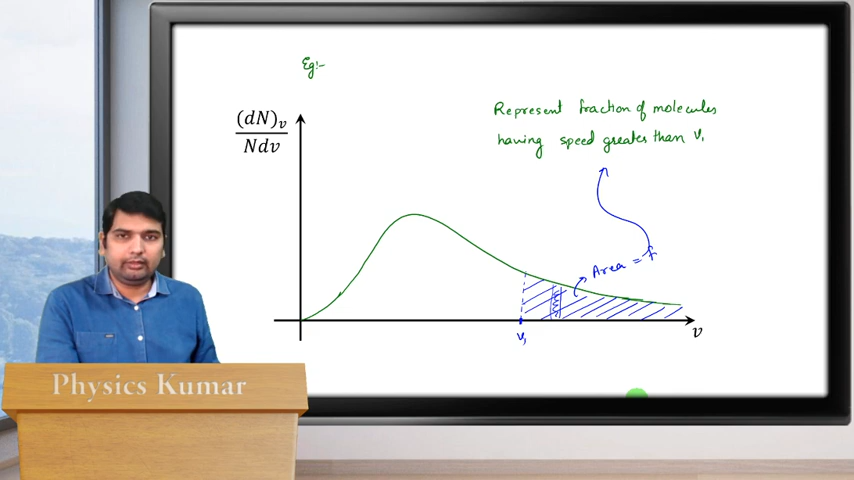 Eg:-
(dN)v
Ndv
Represent fraction of molecules
having speed greater than v₁
Area = f
v₁
v
Physics Kumar